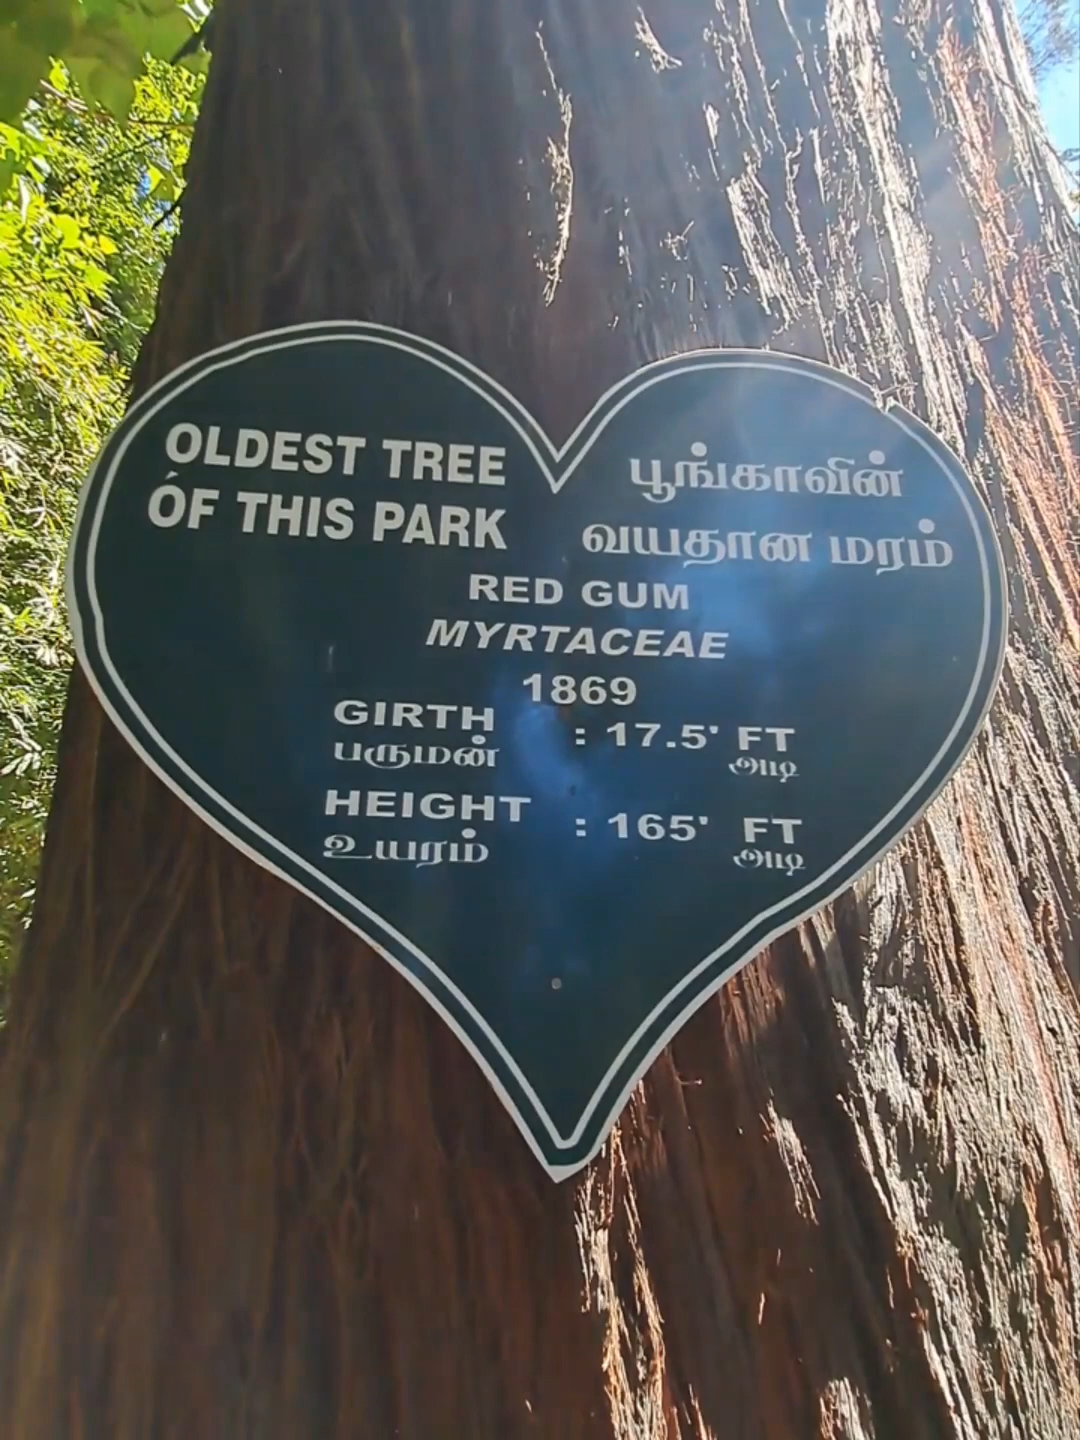 OLDEST TREE
OF THIS PARK
பூங்காவின்
வயதான மரம்
RED GUM
MYRTACEAE
1869
GIRTH : 17.5' FT
பருமன் அடி
HEIGHT : 165' FT
உயரம் அடி